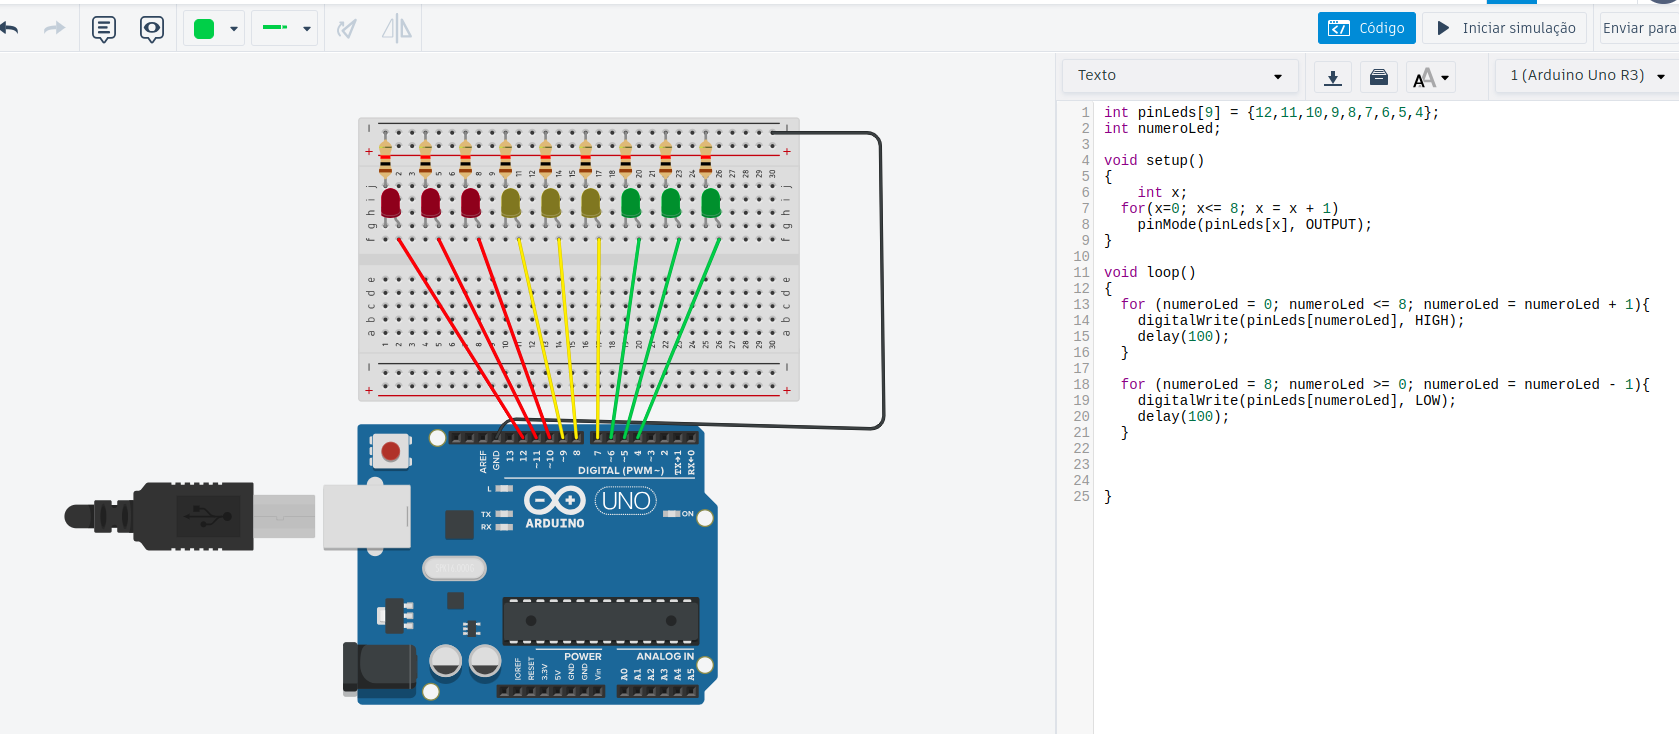 Código
Iniciar simulação
Enviar para
Texto
1 (Arduino Uno R3)
1 int pinLeds[9] = {12,11,10,9,8,7,6,5,4};
2 int numeroLed;
3
4 void setup()
5 {
6 int x;
7 for(x=0; x<= 8; x = x + 1)
8 pinMode(pinLeds[x], OUTPUT);
9 }
10
11 void loop()
12 {
13 for (numeroLed = 0; numeroLed <= 8; numeroLed = numeroLed + 1){
14 digitalWrite(pinLeds[numeroLed], HIGH);
15 delay(100);
16 }
17
18 for (numeroLed = 8; numeroLed >= 0; numeroLed = numeroLed - 1){
19 digitalWrite(pinLeds[numeroLed], LOW);
20 delay(100);
21 }
22
23
24
25 }
j j
i i
h h
g g
f f
e e
d d
c c
b b
a a
AREF GND 13 12 ~11 ~10 ~9 8 7 ~6 ~5 4 ~3 2 TX→1 RX←0
DIGITAL (PWM~)
L
TX
RX
ARDUINO
UNO
ON
POWER
ANALOG IN
IOREF RESET 3.3V 5V GND GND Vin A0 A1 A2 A3 A4 A5